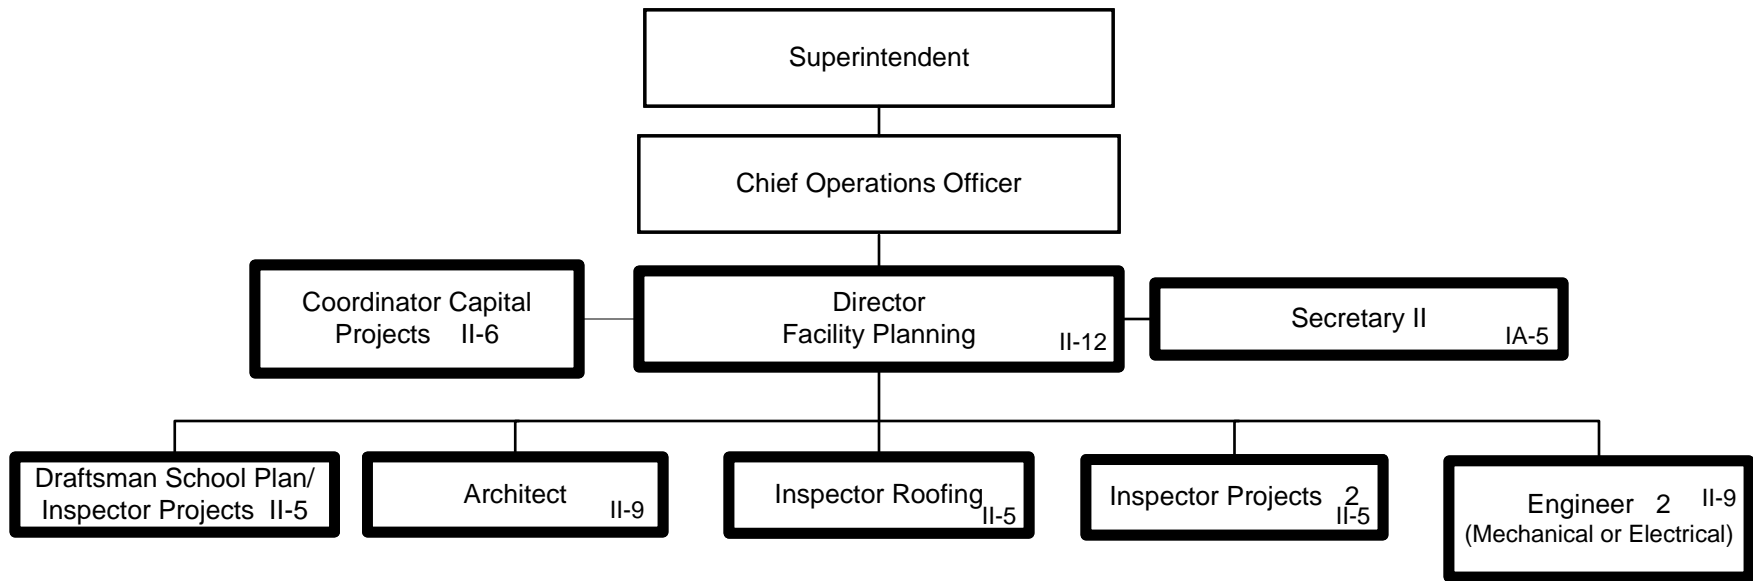 Superintendent
Chief Operations Officer
Coordinator Capital
Projects II-6
Director
Facility Planning
II-12
Secretary II
IA-5
Draftsman School Plan/
Inspector Projects II-5
Architect
II-9
Inspector Roofing
II-5
Inspector Projects 2
II-5
Engineer 2 II-9
(Mechanical or Electrical)